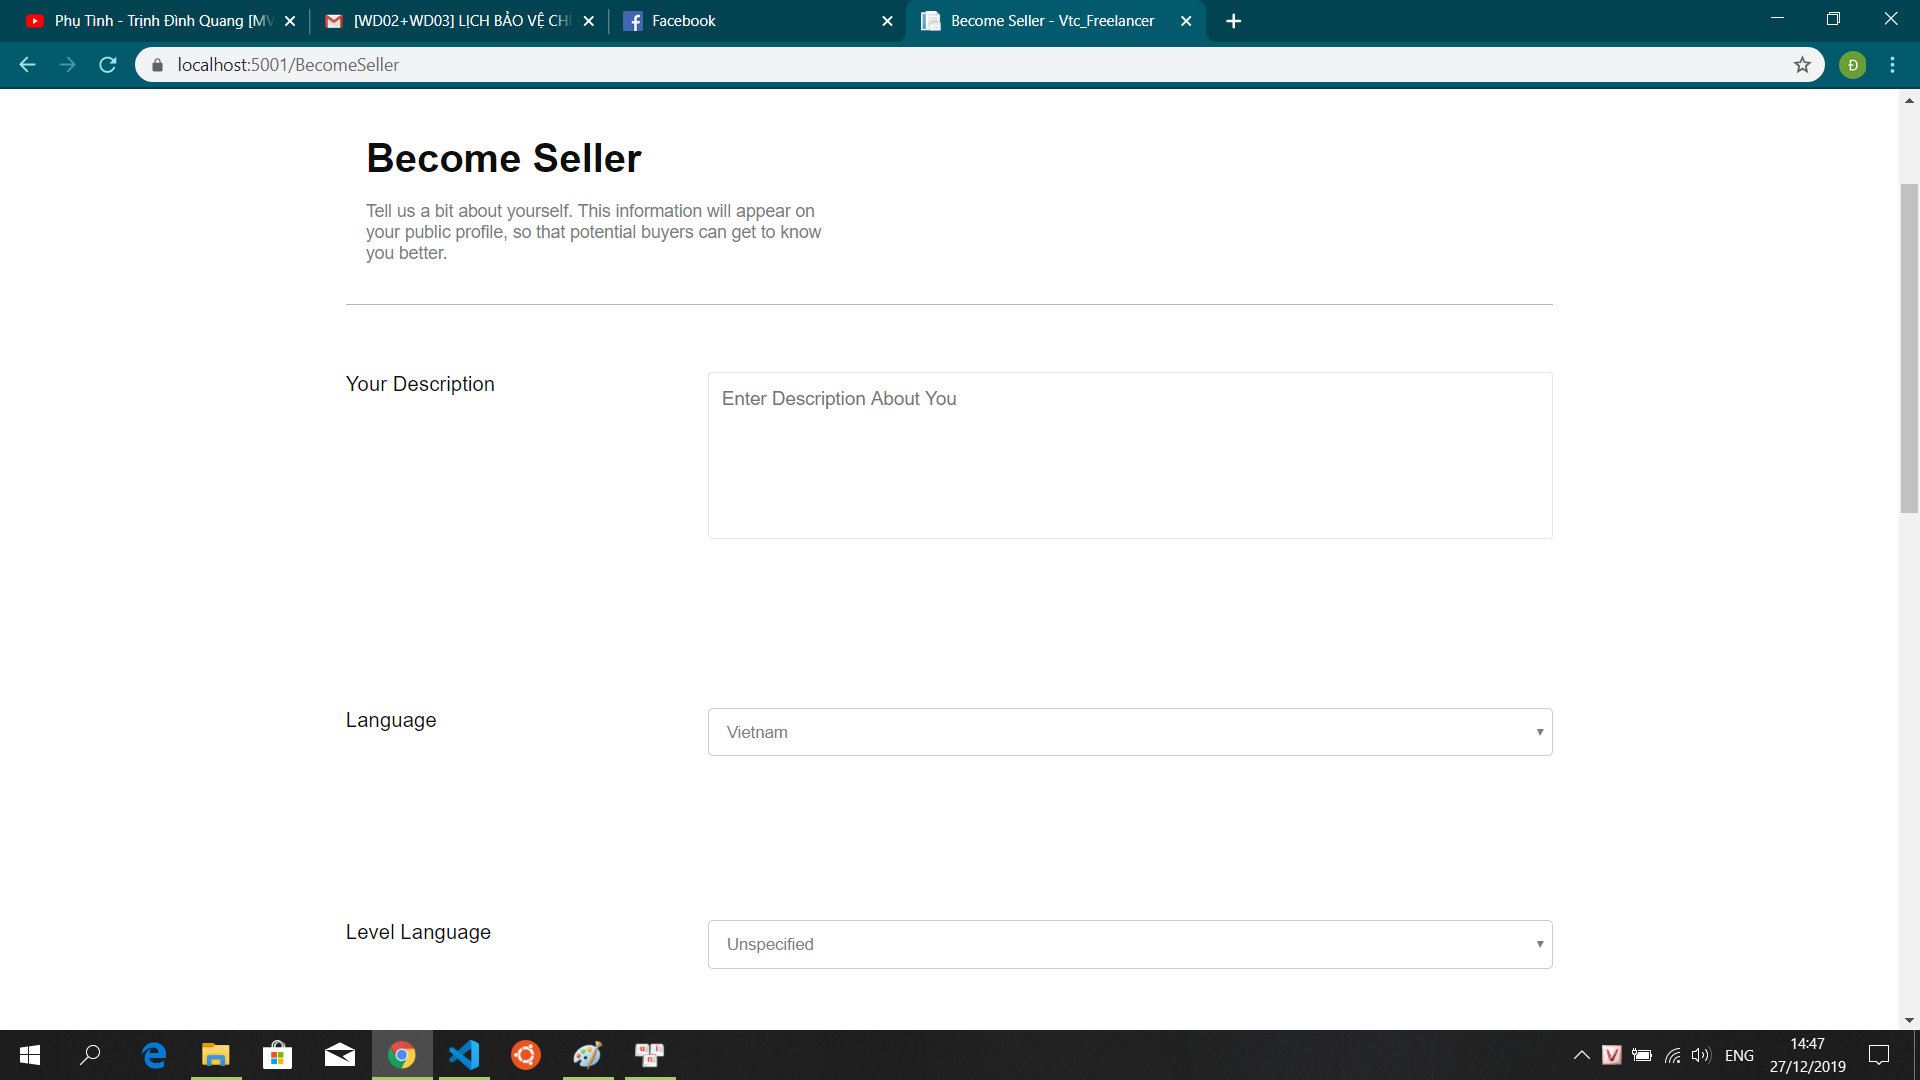 Phụ Tình - Trịnh Đình Quang [MV
[WD02+WD03] LỊCH BẢO VỆ CH
Facebook
Become Seller - Vtc_Freelancer
localhost:5001/BecomeSeller
Đ
Become Seller
Tell us a bit about yourself. This information will appear on
your public profile, so that potential buyers can get to know
you better.
Your Description
Enter Description About You
Language
Vietnam
Level Language
Unspecified
ENG
14:47
27/12/2019